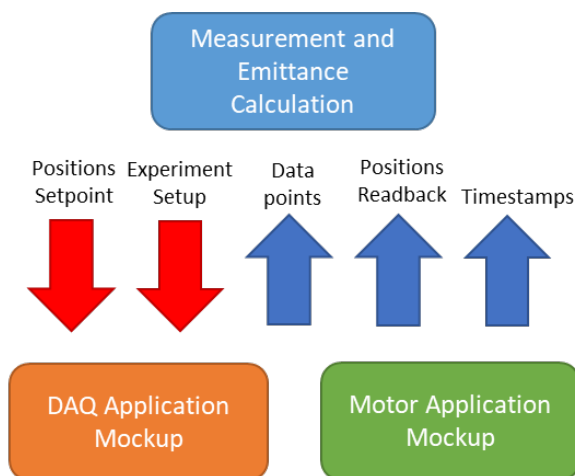 Measurement and
Emittance
Calculation
Positions
Setpoint
Experiment
Setup
Data
points
Positions
Readback
Timestamps
DAQ Application
Mockup
Motor Application
Mockup